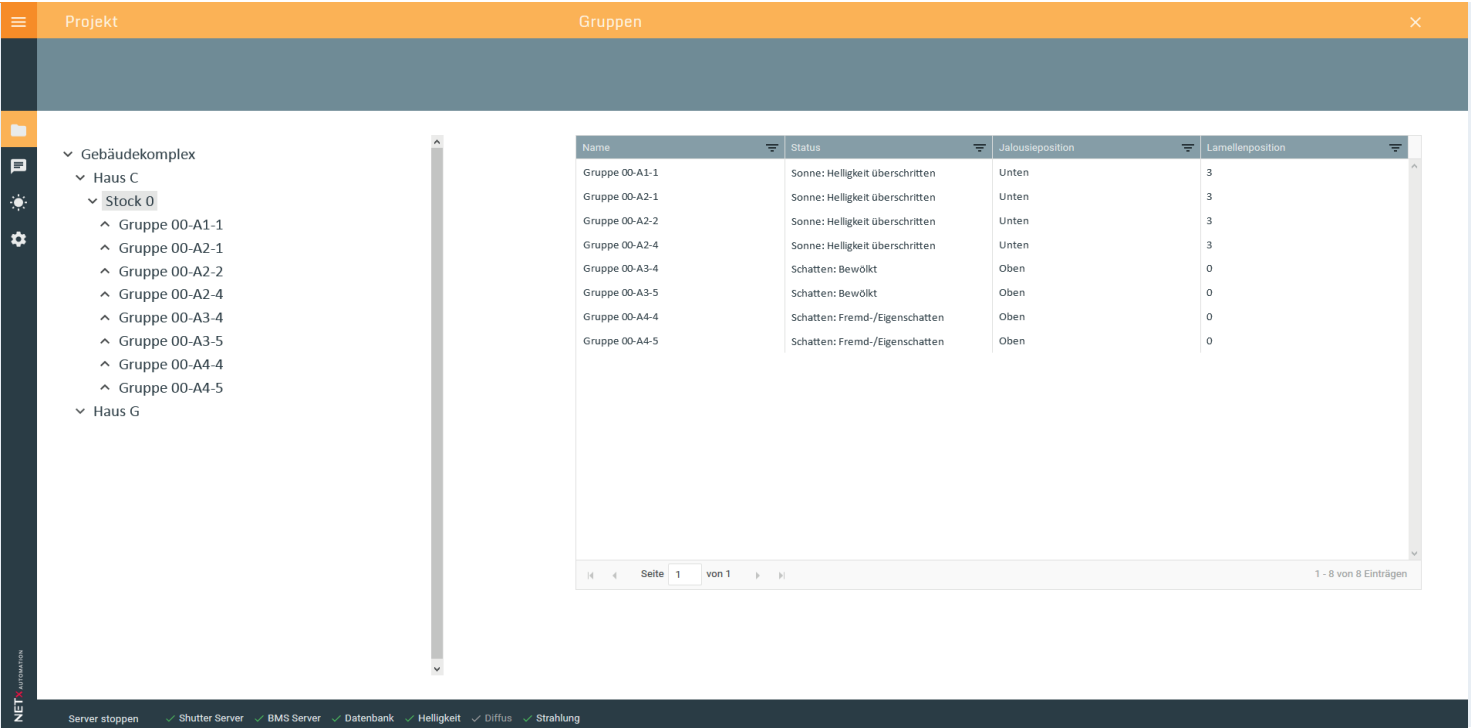 Projekt
Gruppen
Gebäudekomplex
Haus C
Stock 0
Gruppe 00-A1-1
Gruppe 00-A2-1
Gruppe 00-A2-2
Gruppe 00-A2-4
Gruppe 00-A3-4
Gruppe 00-A3-5
Gruppe 00-A4-4
Gruppe 00-A4-5
Haus G
Name Status Jalousieposition Lamellenposition
Gruppe 00-A1-1 Sonne: Helligkeit überschritten Unten 3
Gruppe 00-A2-1 Sonne: Helligkeit überschritten Unten 3
Gruppe 00-A2-2 Sonne: Helligkeit überschritten Unten 3
Gruppe 00-A2-4 Sonne: Helligkeit überschritten Unten 3
Gruppe 00-A3-4 Schatten: Bewölkt Oben 0
Gruppe 00-A3-5 Schatten: Bewölkt Oben 0
Gruppe 00-A4-4 Schatten: Fremd-/Eigenschatten Oben 0
Gruppe 00-A4-5 Schatten: Fremd-/Eigenschatten Oben 0
Seite 1 von 1 1 - 8 von 8 Einträgen
NETX AUTOMATION
Server stoppen Shutter Server BMS Server Datenbank Helligkeit Diffus Strahlung